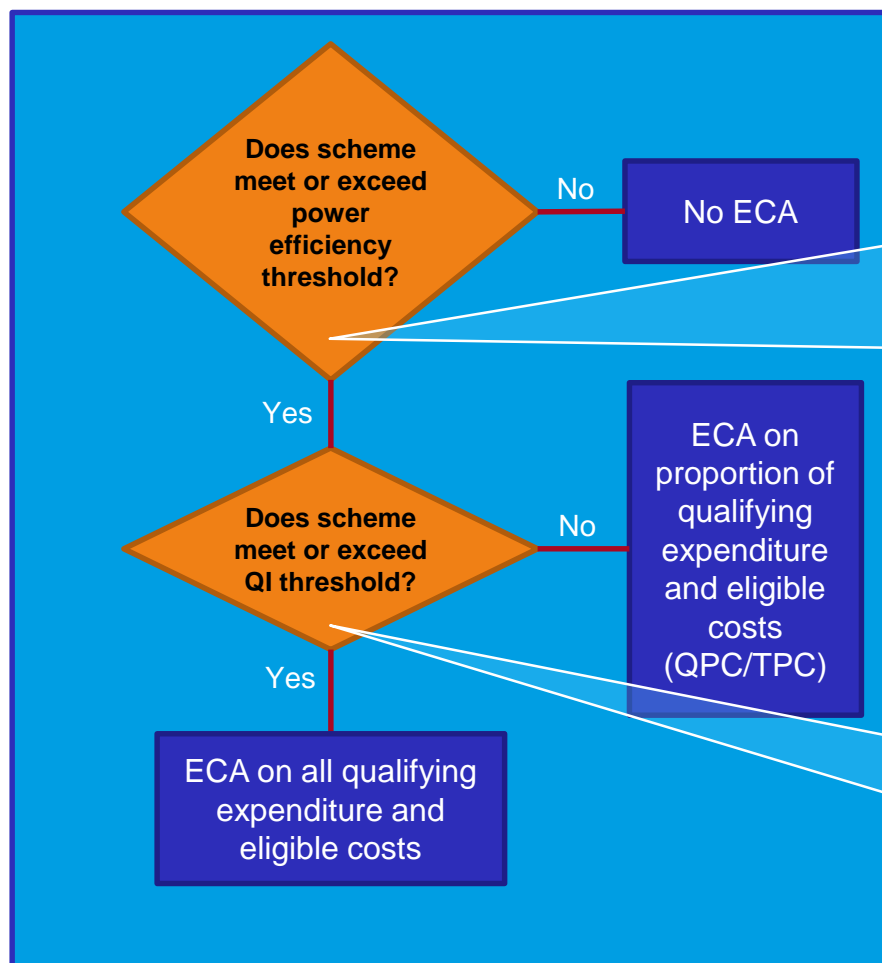 Does scheme
meet or exceed
power
efficiency
threshold?
No
No ECA
Yes
Does scheme
meet or exceed
QI threshold?
No
ECA on
proportion of
qualifying
expenditure
and eligible
costs
(QPC/TPC)
Yes
ECA on all qualifying
expenditure and
eligible costs